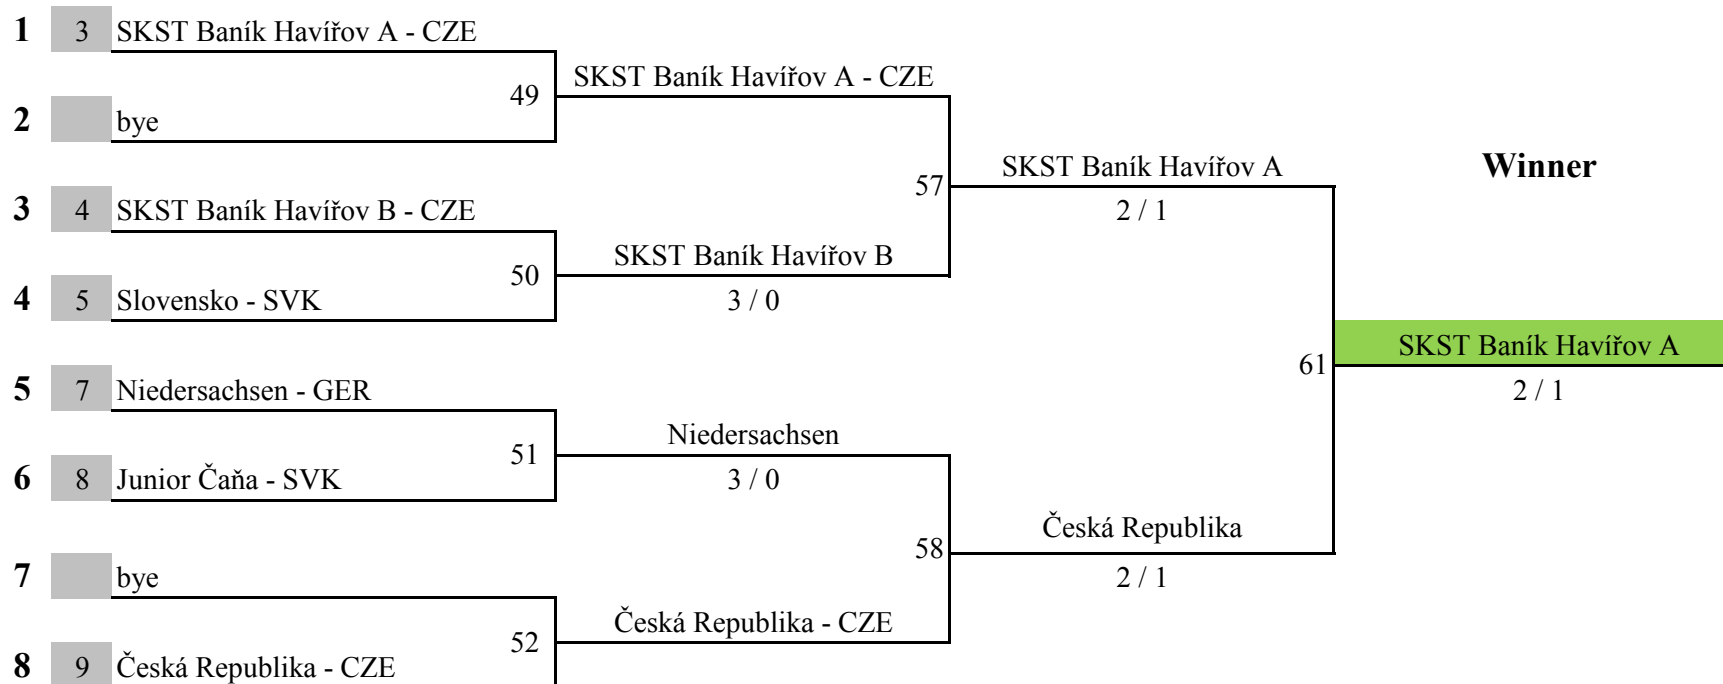 1 3 SKST Baník Havířov A - CZE
SKST Baník Havířov A - CZE
49
2 bye
SKST Baník Havířov A
Winner
57
2 / 1
3 4 SKST Baník Havířov B - CZE
SKST Baník Havířov B
50
3 / 0
4 5 Slovensko - SVK
SKST Baník Havířov A
61
2 / 1
5 7 Niedersachsen - GER
Niedersachsen
51
3 / 0
6 8 Junior Čaňa - SVK
Česká Republika
58
2 / 1
7 bye
Česká Republika - CZE
52
8 9 Česká Republika - CZE